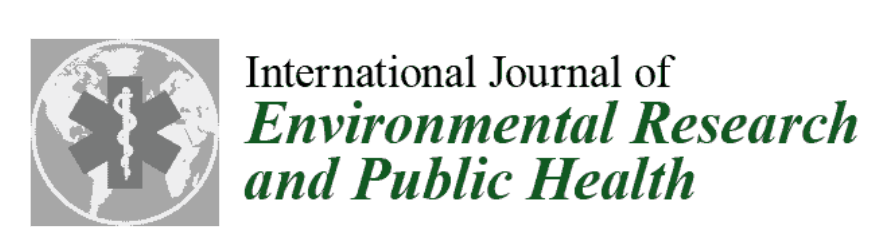 International Journal of
Environmental Research
and Public Health